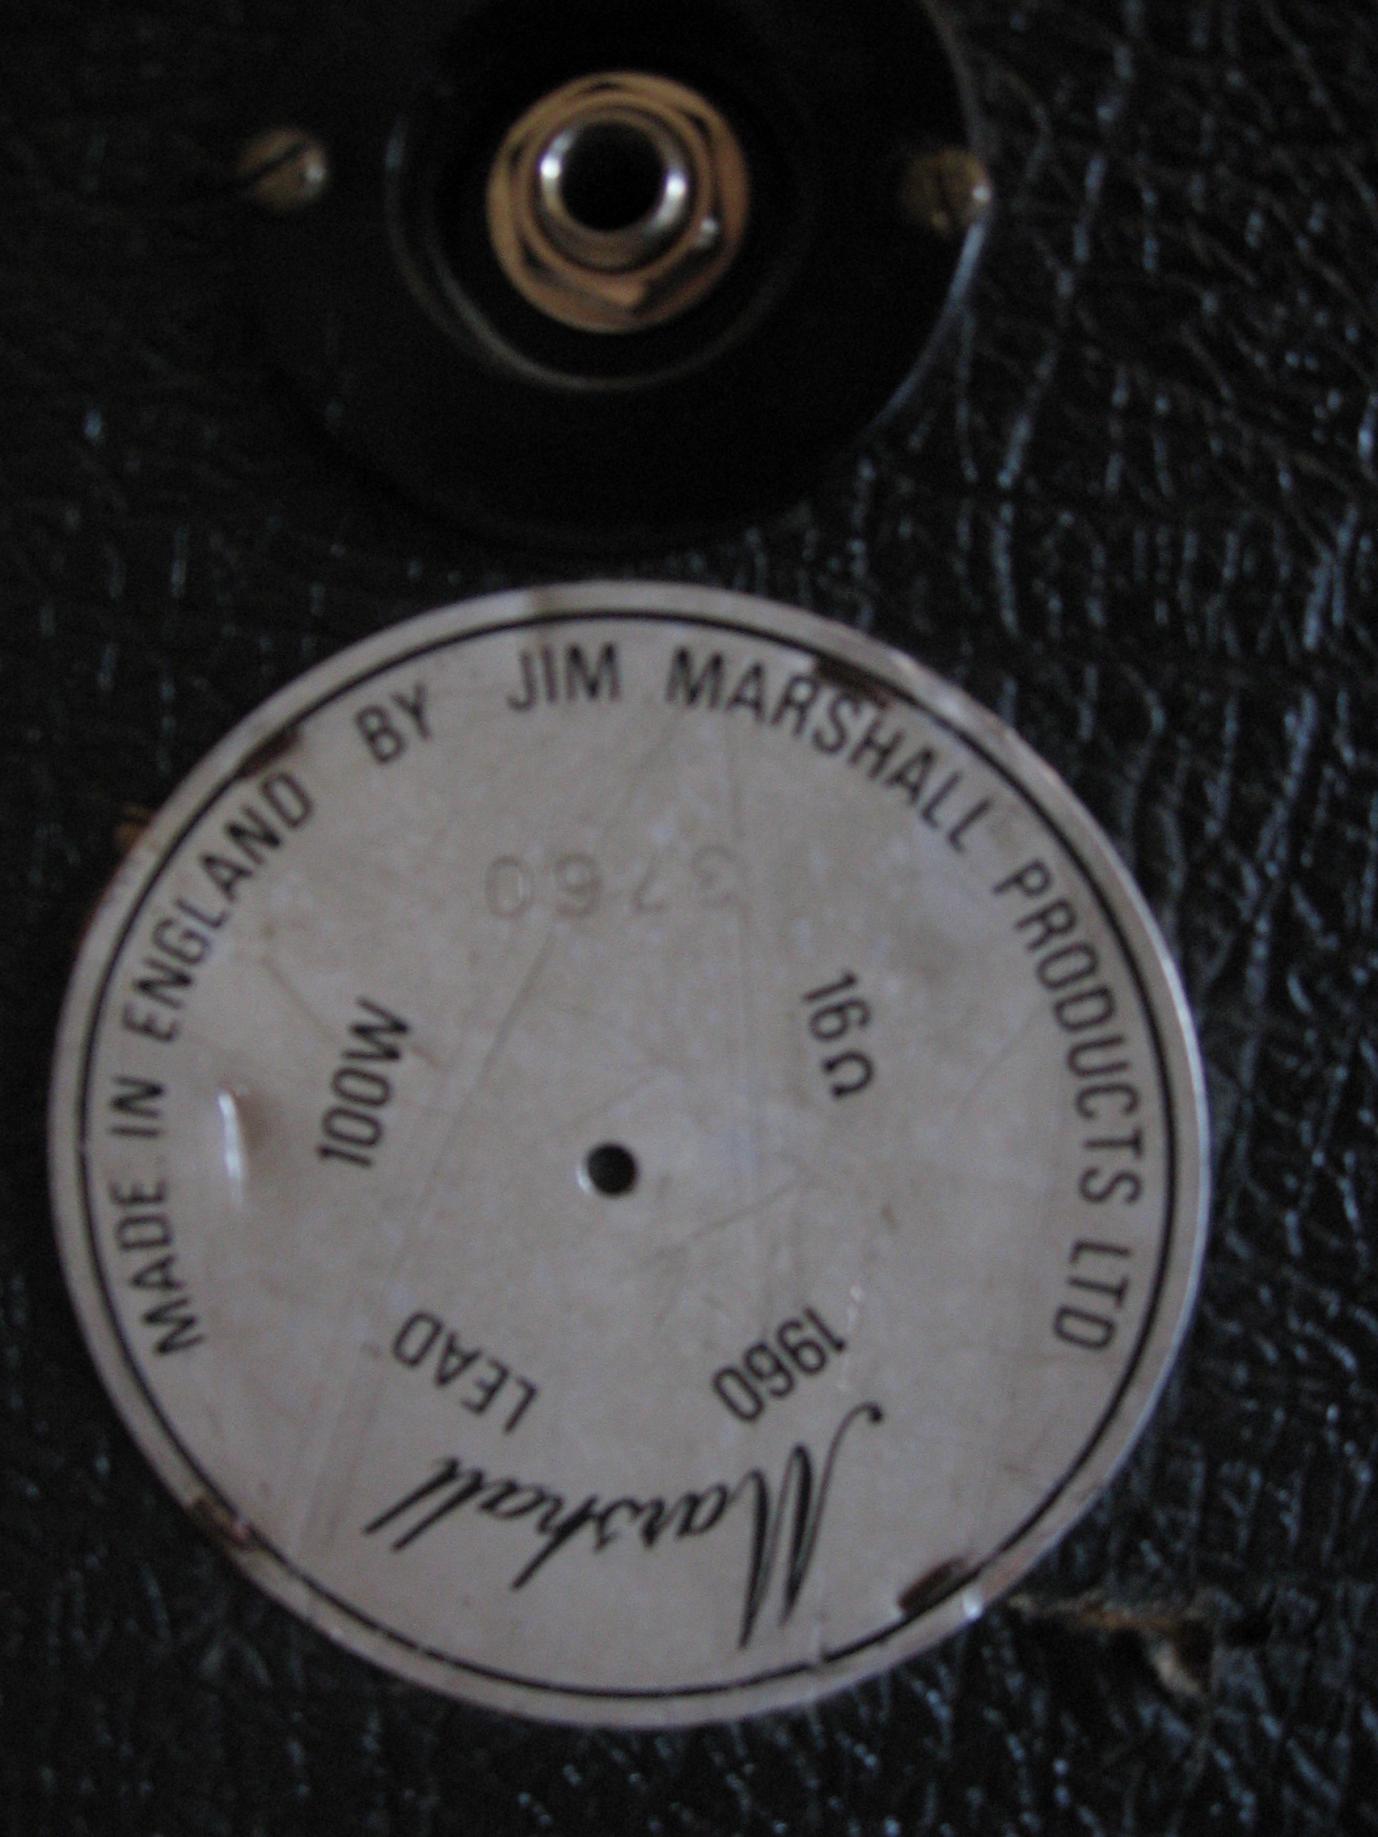 Marshall
1960 LEAD
16Ω 100W
3760
MADE IN ENGLAND BY JIM MARSHALL PRODUCTS LTD